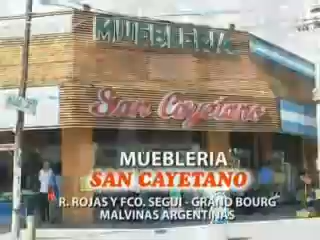 MUEBLERIA
San Cayetano
MUEBLERIA
SAN CAYETANO
R. ROJAS Y FCO. SEGUI - GRAND BOURG
MALVINAS ARGENTINAS